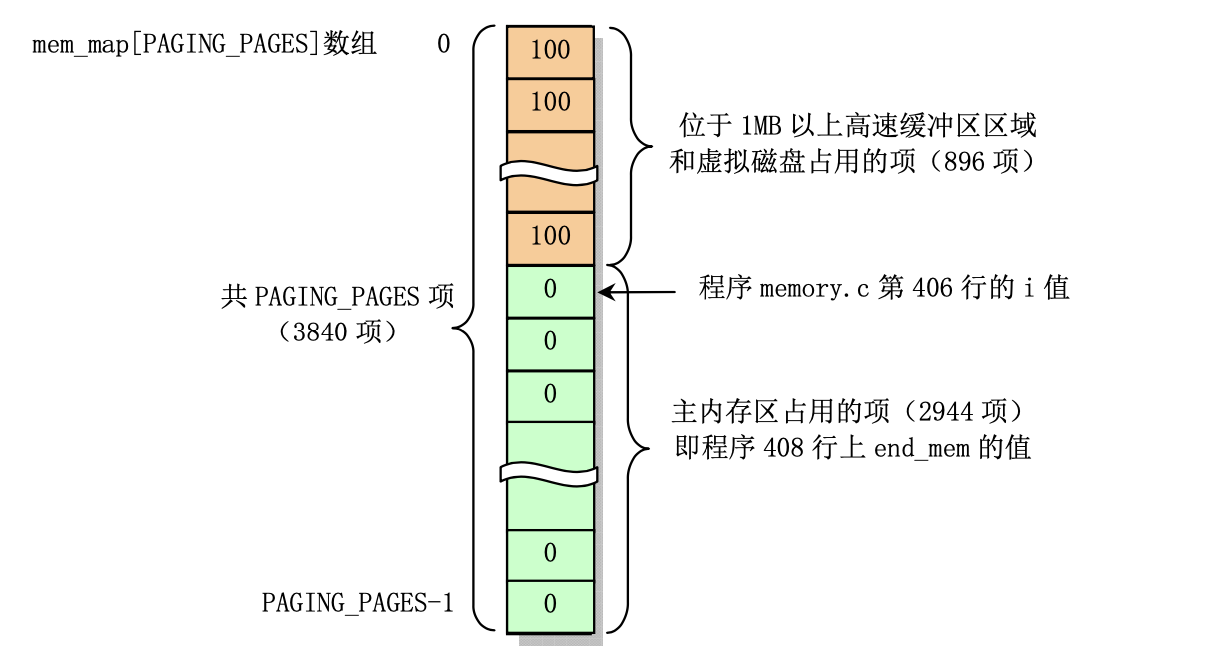 mem_map[PAGING_PAGES]数组 0
100
100
100
位于 1MB 以上高速缓冲区区域
和虚拟磁盘占用的项（896 项）
共 PAGING_PAGES 项
（3840 项）
0
程序 memory.c 第 406 行的 i 值
0
0
主内存区占用的项（2944 项）
即程序 408 行上 end_mem 的值
0
PAGING_PAGES-1
0